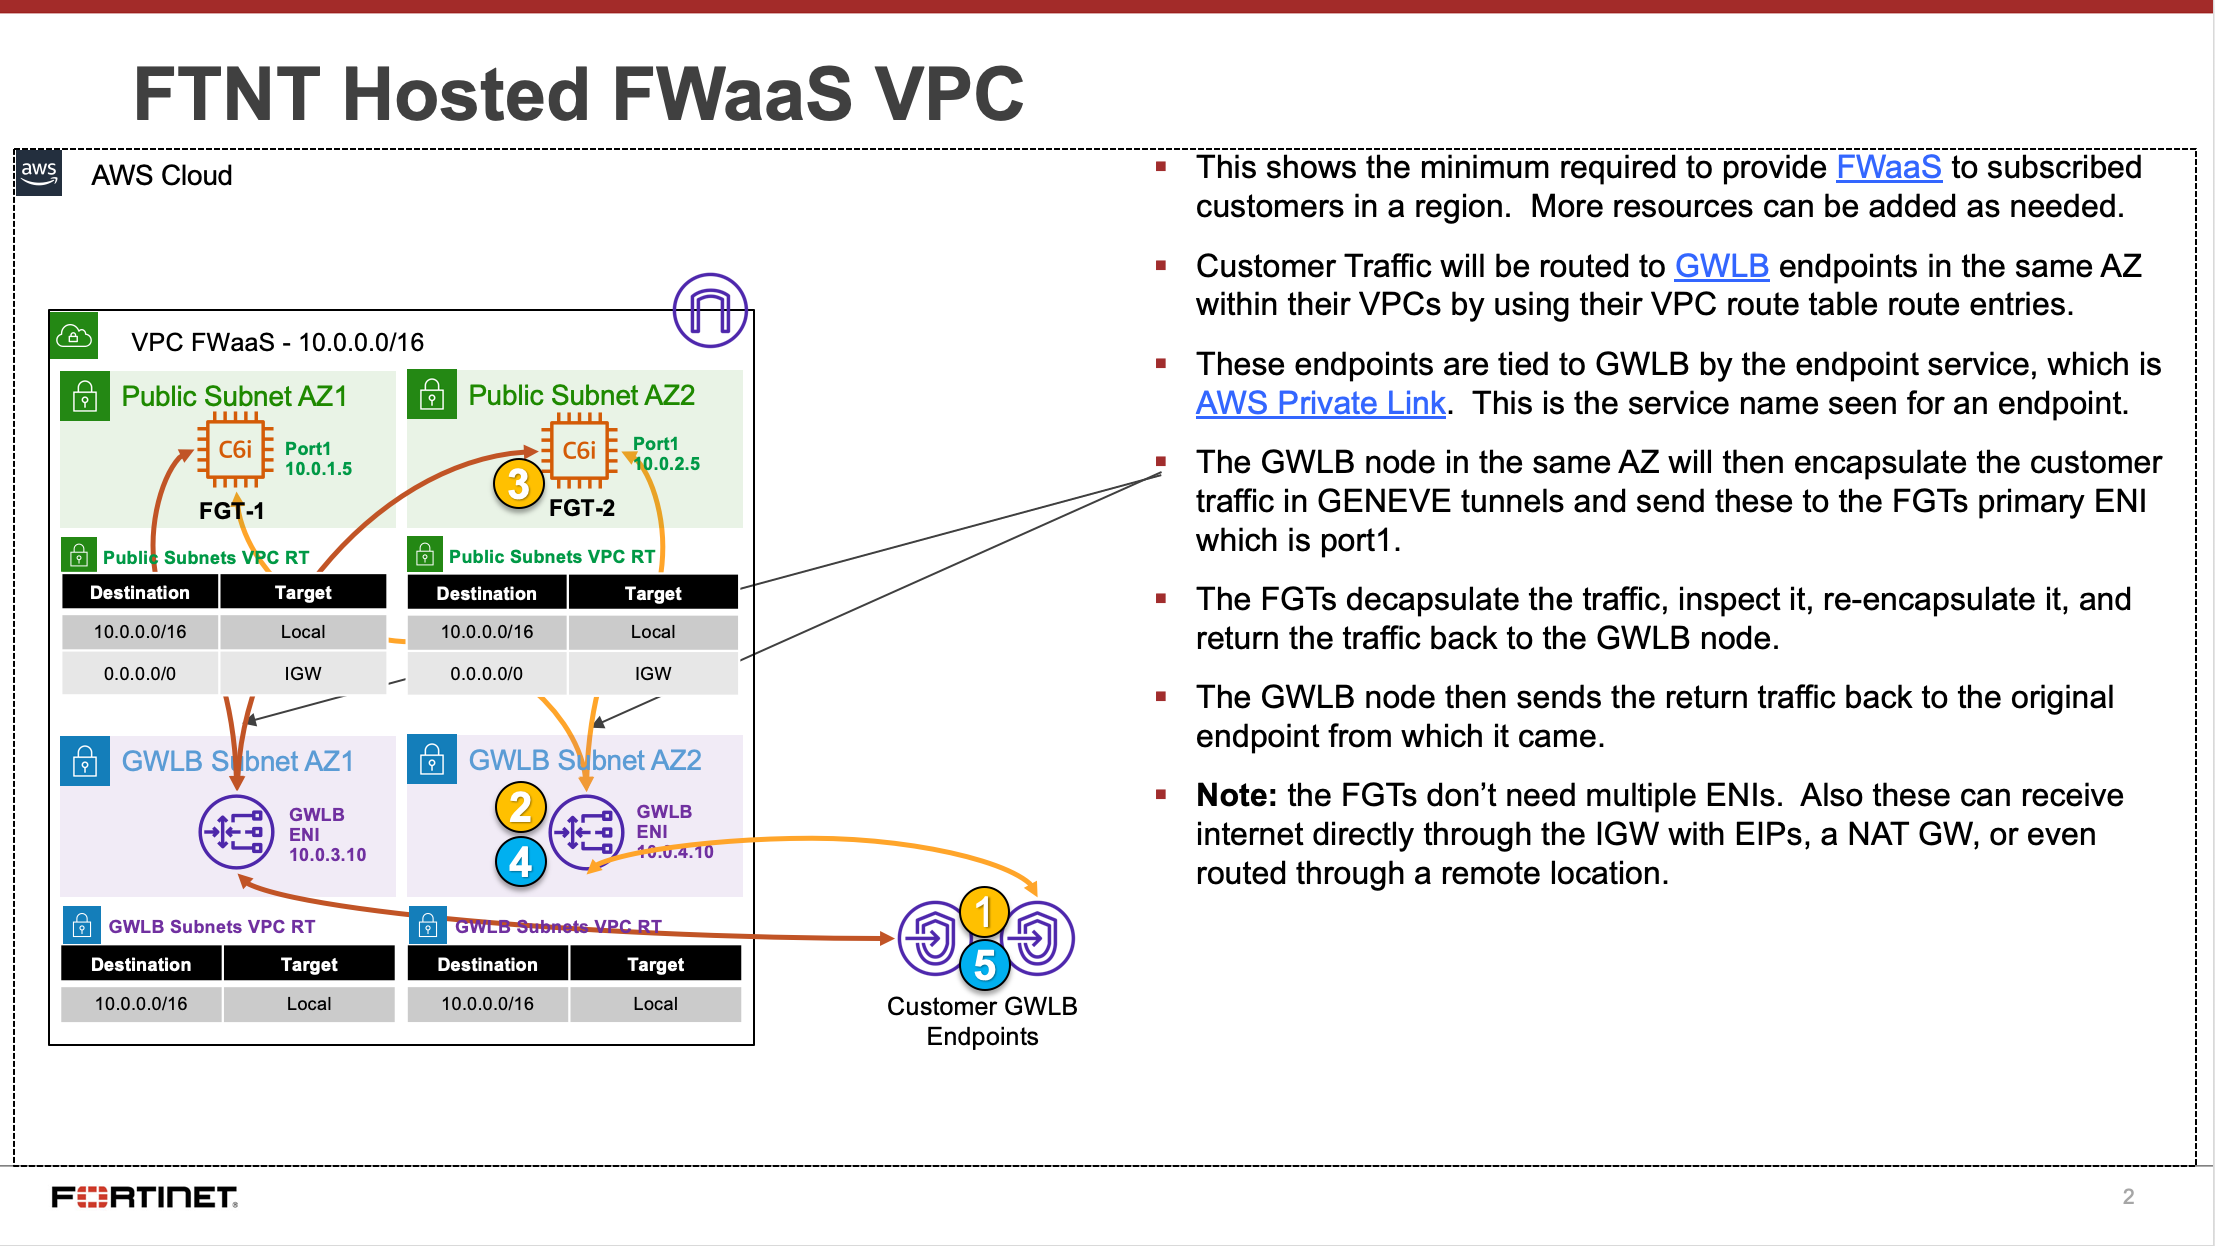 FTNT Hosted FWaaS VPC
aws
AWS Cloud
VPC FWaaS - 10.0.0.0/16
Public Subnet AZ1
C6i
Port1
10.0.1.5
FGT-1
Public Subnet AZ2
C6i
Port1
10.0.2.5
3
FGT-2
Public Subnets VPC RT
Destination Target
10.0.0.0/16 Local
0.0.0.0/0 IGW
Public Subnets VPC RT
Destination Target
10.0.0.0/16 Local
0.0.0.0/0 IGW
GWLB Subnet AZ1
GWLB
ENI
10.0.3.10
GWLB Subnet AZ2
2
4
GWLB
ENI
10.0.4.10
GWLB Subnets VPC RT
Destination Target
10.0.0.0/16 Local
GWLB Subnets VPC RT
Destination Target
10.0.0.0/16 Local
1
5
Customer GWLB
Endpoints
This shows the minimum required to provide FWaaS to subscribed
customers in a region.  More resources can be added as needed.
Customer Traffic will be routed to GWLB endpoints in the same AZ
within their VPCs by using their VPC route table route entries.
These endpoints are tied to GWLB by the endpoint service, which is
AWS Private Link.  This is the service name seen for an endpoint.
The GWLB node in the same AZ will then encapsulate the customer
traffic in GENEVE tunnels and send these to the FGTs primary ENI
which is port1.
The FGTs decapsulate the traffic, inspect it, re-encapsulate it, and
return the traffic back to the GWLB node.
The GWLB node then sends the return traffic back to the original
endpoint from which it came.
Note: the FGTs don’t need multiple ENIs.  Also these can receive
internet directly through the IGW with EIPs, a NAT GW, or even
routed through a remote location.
FORTINET®
2